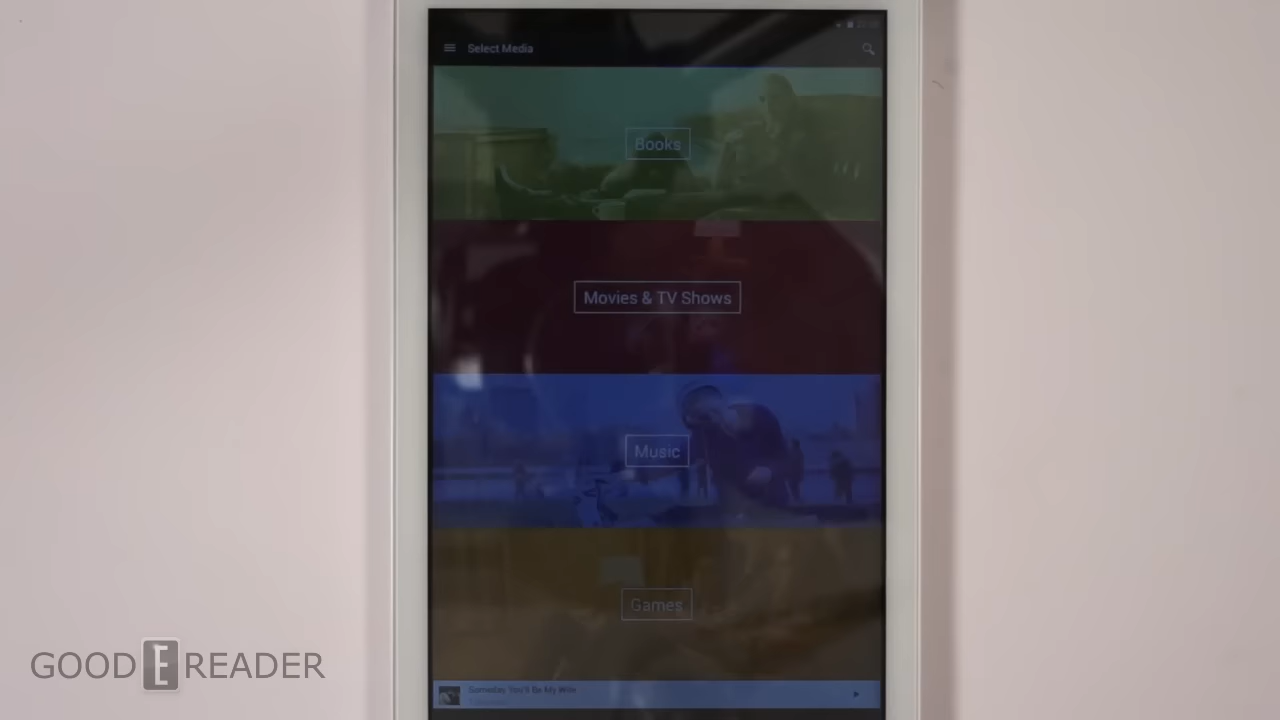 Select Media
Books
Movies & TV Shows
Music
Games
Someday You'll Be My Wife
GOOD E READER